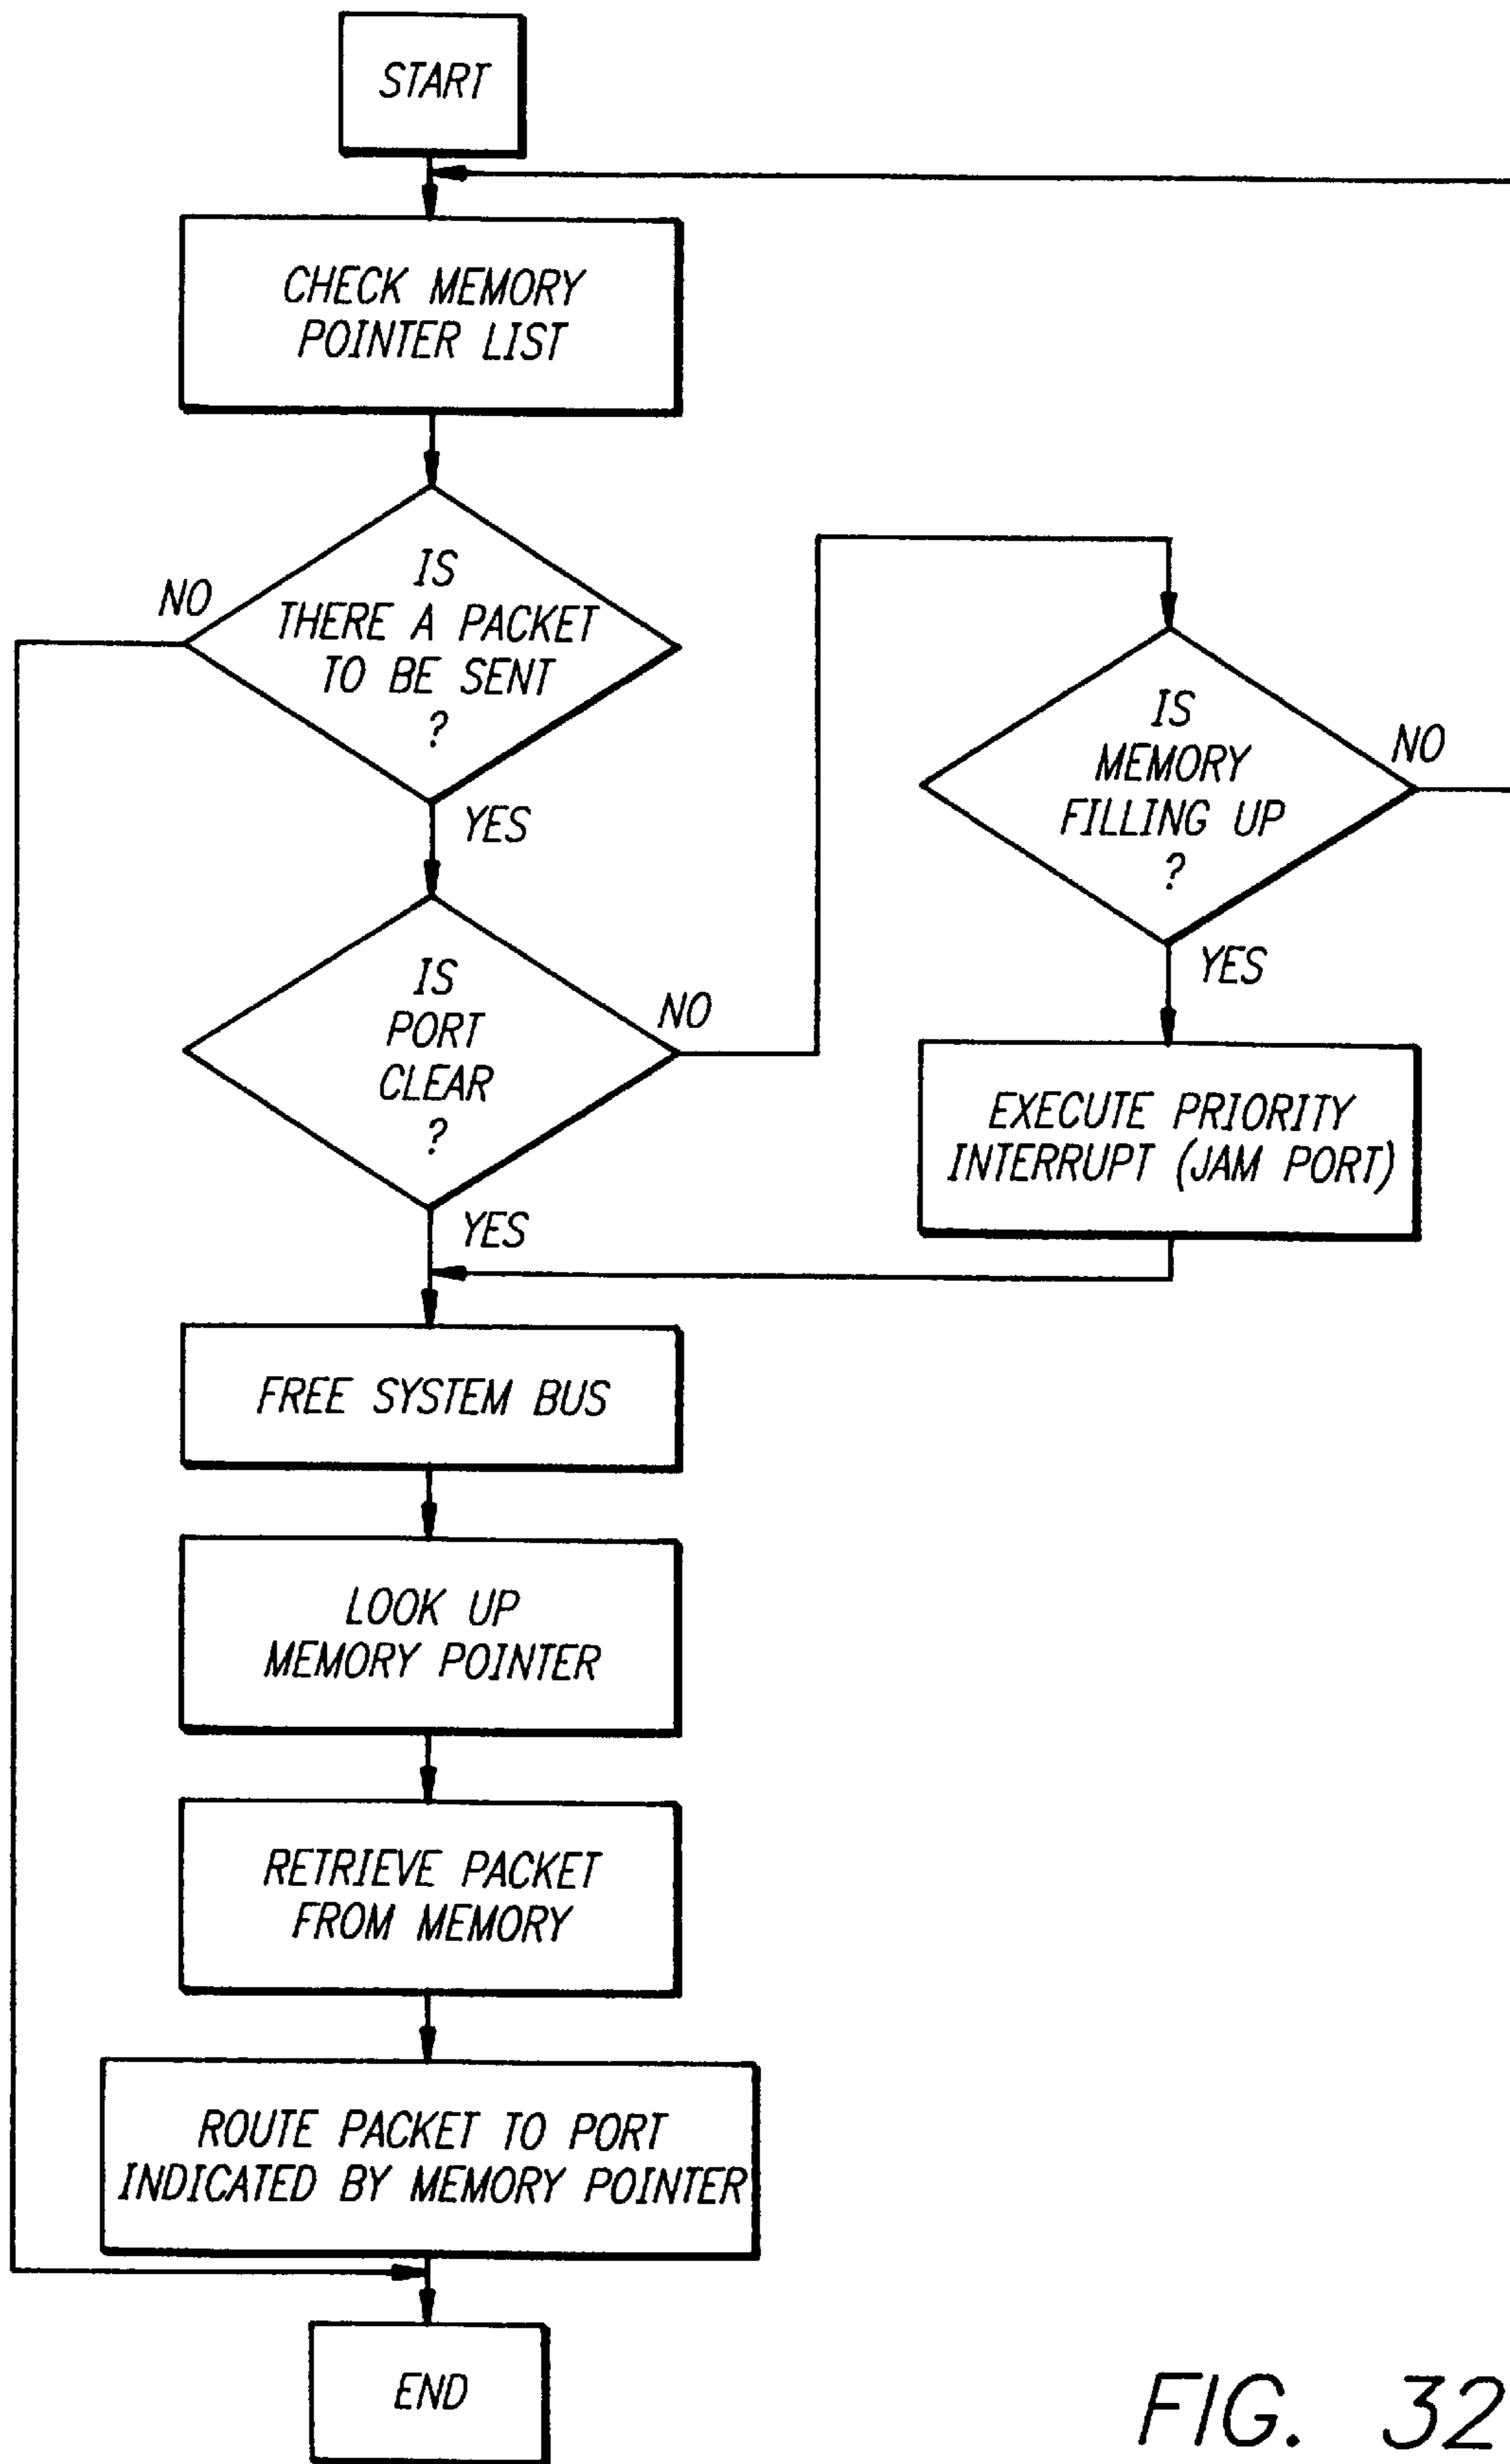 START
CHECK MEMORY
POINTER LIST
IS
THERE A PACKET
TO BE SENT
?
NO
YES
IS
PORT
CLEAR
?
NO
YES
IS
MEMORY
FILLING UP
?
NO
YES
EXECUTE PRIORITY
INTERRUPT (JAM PORT)
FREE SYSTEM BUS
LOOK UP
MEMORY POINTER
RETRIEVE PACKET
FROM MEMORY
ROUTE PACKET TO PORT
INDICATED BY MEMORY POINTER
END
FIG. 32